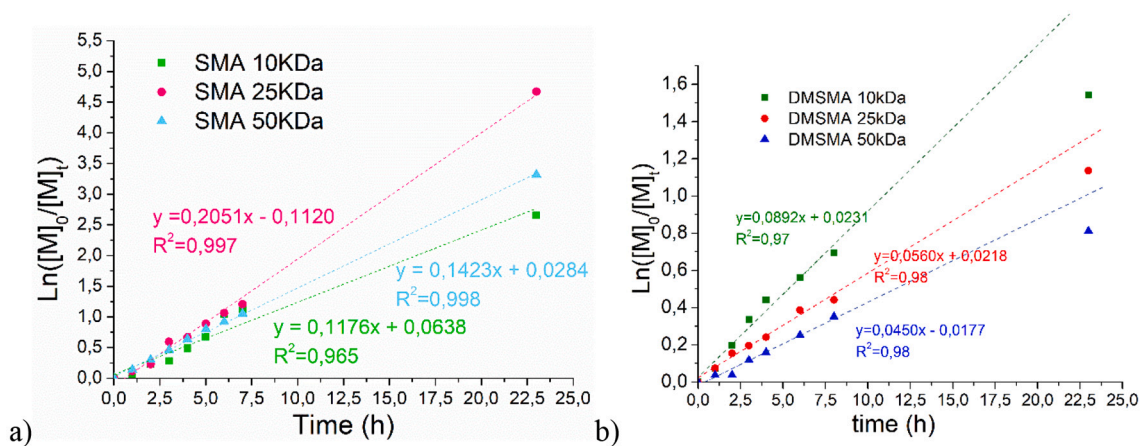 5,5
5,0
4,5
4,0
3,5
3,0
2,5
2,0
1,5
1,0
0,5
0,0
Ln([M]0/[M]t)
SMA 10KDa
SMA 25KDa
SMA 50KDa
y =0,2051x - 0,1120
R²=0,997
y = 0,1423x + 0,0284
R²=0,998
y = 0,1176x + 0,0638
R²=0,965
0,0 2,5 5,0 7,5 10,0 12,5 15,0 17,5 20,0 22,5 25,0
Time (h)
a)
1,6
1,4
1,2
1,0
0,8
0,6
0,4
0,2
0,0
Ln([M]0/[M]t)
DMSMA 10kDa
DMSMA 25kDa
DMSMA 50kDa
y=0,0892x + 0,0231
R²=0,97
y=0,0560x + 0,0218
R²=0,98
y=0,0450x - 0,0177
R²=0,98
0,0 2,5 5,0 7,5 10,0 12,5 15,0 17,5 20,0 22,5 25,0
time (h)
b)